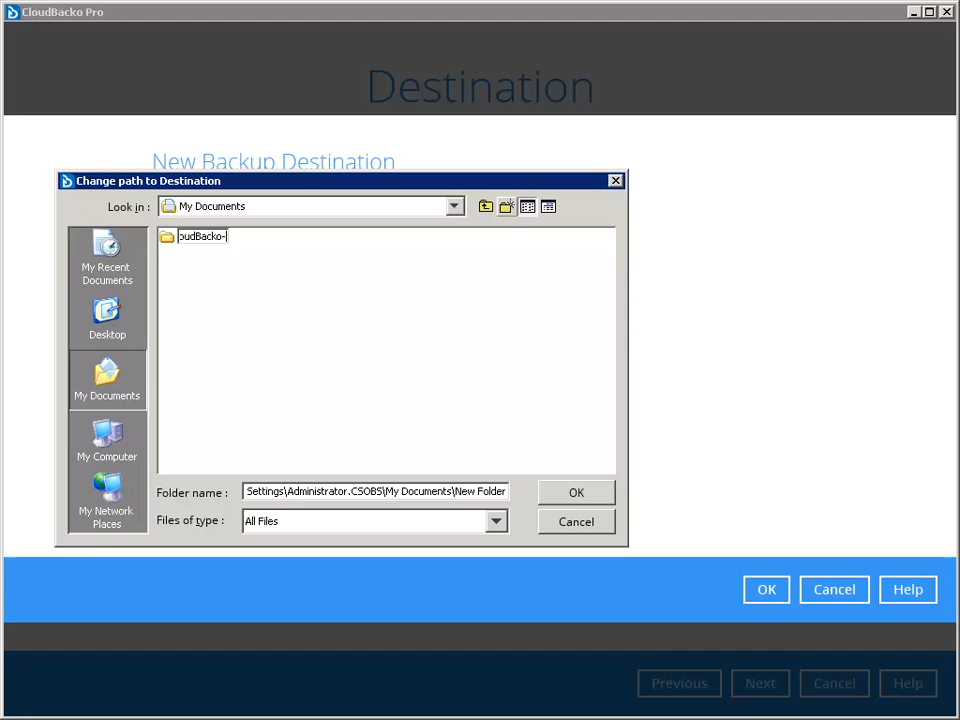 CloudBacko Pro
Destination
New Backup Destination
Change path to Destination
Look in :
My Documents
oudBacko-
My Recent
Documents
Desktop
My Documents
My Computer
My Network
Places
Folder name :
Settings\Administrator.CSOBS\My Documents\New Folder
OK
Files of type :
All Files
Cancel
OK
Cancel
Help
Previous
Next
Cancel
Help